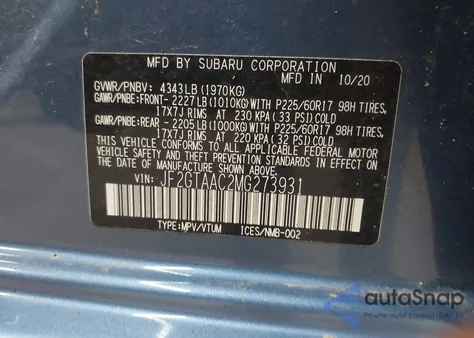 MFD BY SUBARU CORPORATION
IN JAPAN 10/20
GVWR/PNBV: 4343LB (1970KG)
GAWR/PNBE:FRONT- 2227LB(1010KG)WITH P225/60R17 98H TIRES,
17X7J RIMS AT 230 KPA(33 PSI)COLD
GAWR/PNBE:REAR - 2205LB(1000KG)WITH P225/60R17 98H TIRES,
17X7J RIMS AT 220 KPA(32 PSI)COLD
THIS VEHICLE CONFORMS TO ALL APPLICABLE FEDERAL MOTOR
VEHICLE SAFETY, BUMPER, AND THEFT PREVENTION STANDARDS
IN EFFECT ON THE DATE OF MANUFACTURE SHOWN ABOVE.
VIN: JF2GTAAC2MG273931
TYPE:MPV/VTUM ICES/NMB-002
autoSnap
Pewne auto z